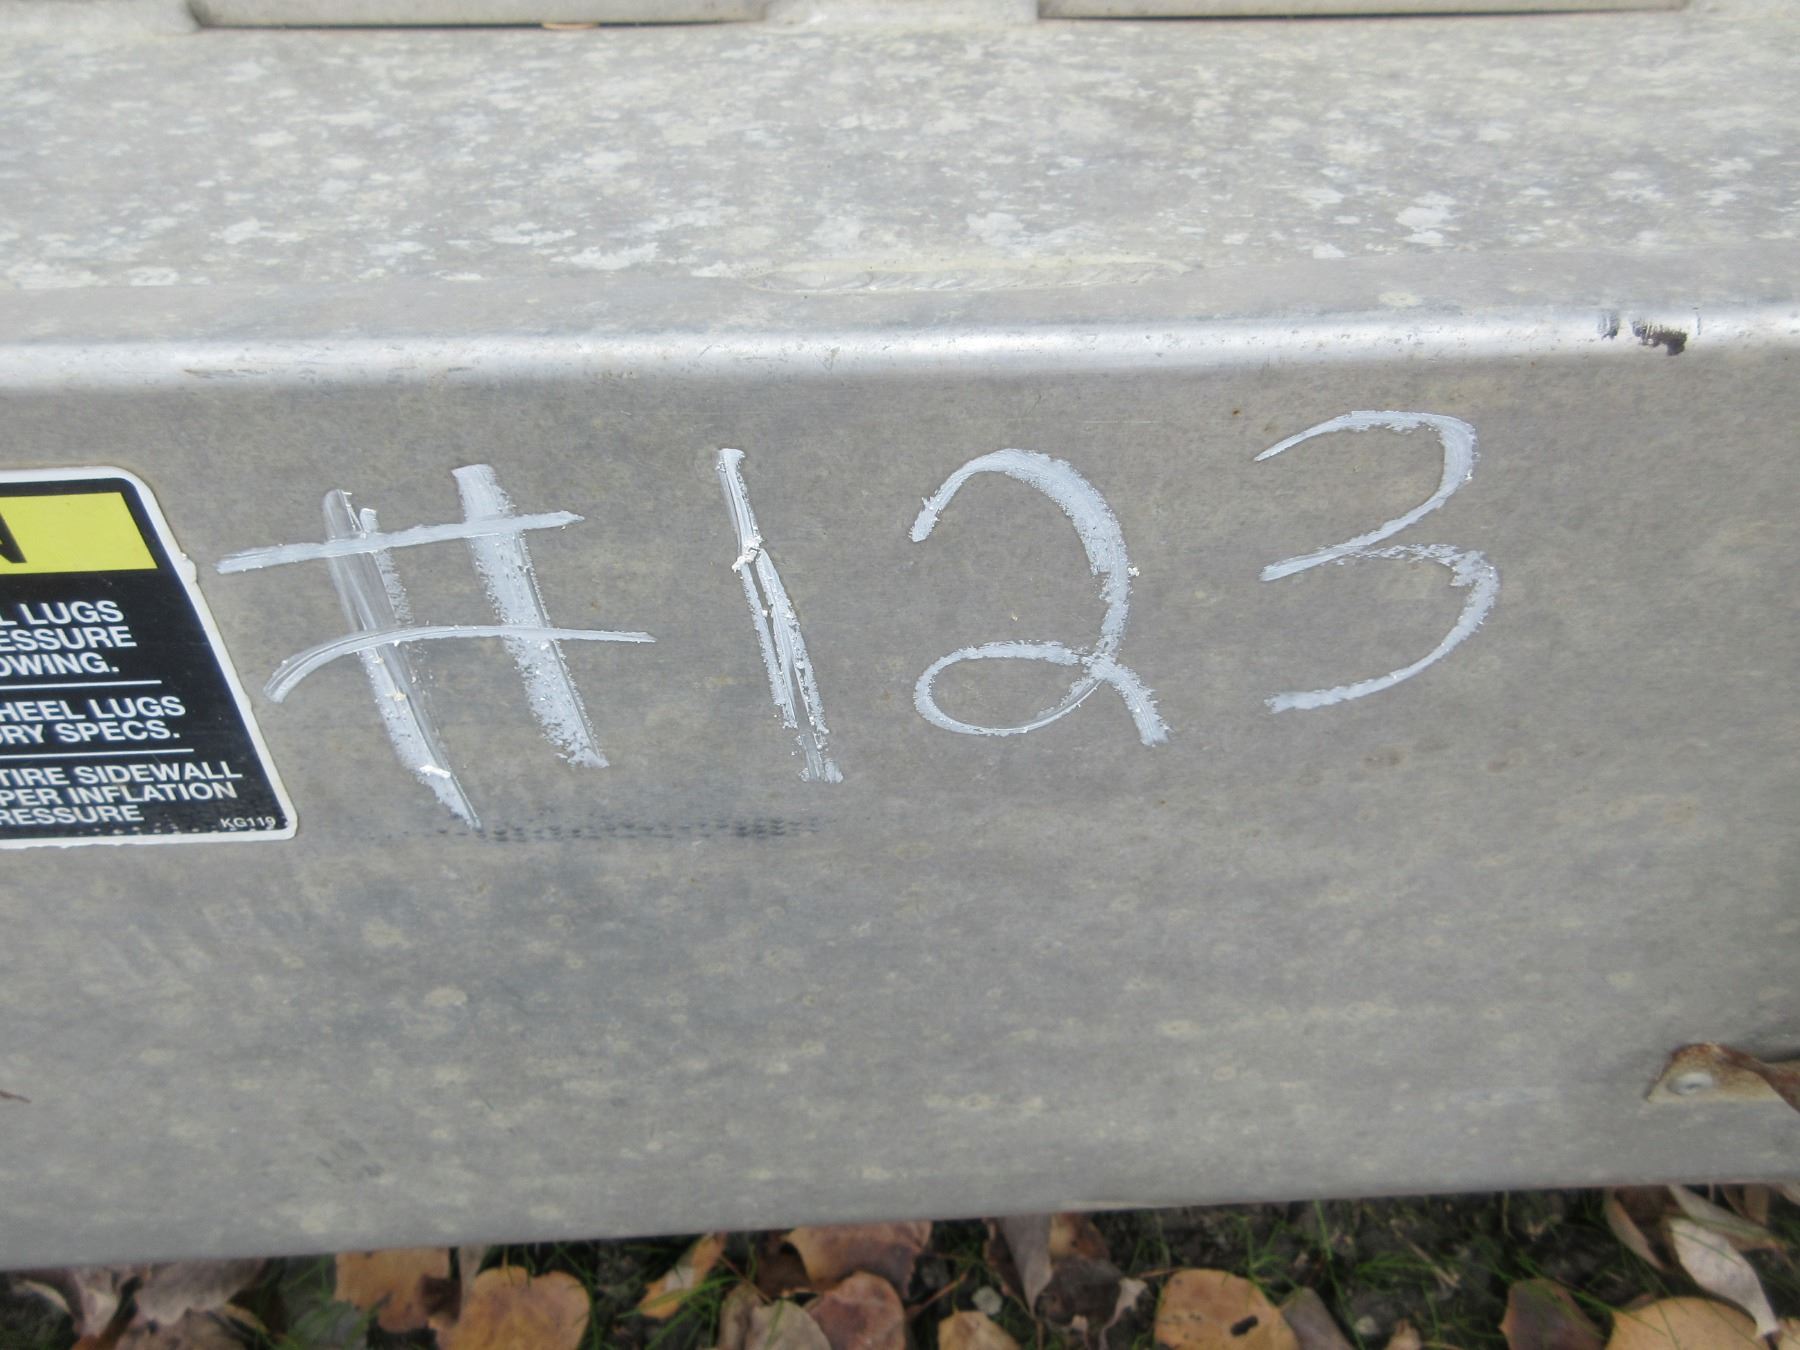 #123
L LUGS
ESSURE
OWING.
HEEL LUGS
ORY SPECS.
TIRE SIDEWALL
PER INFLATION
RESSURE
KG119